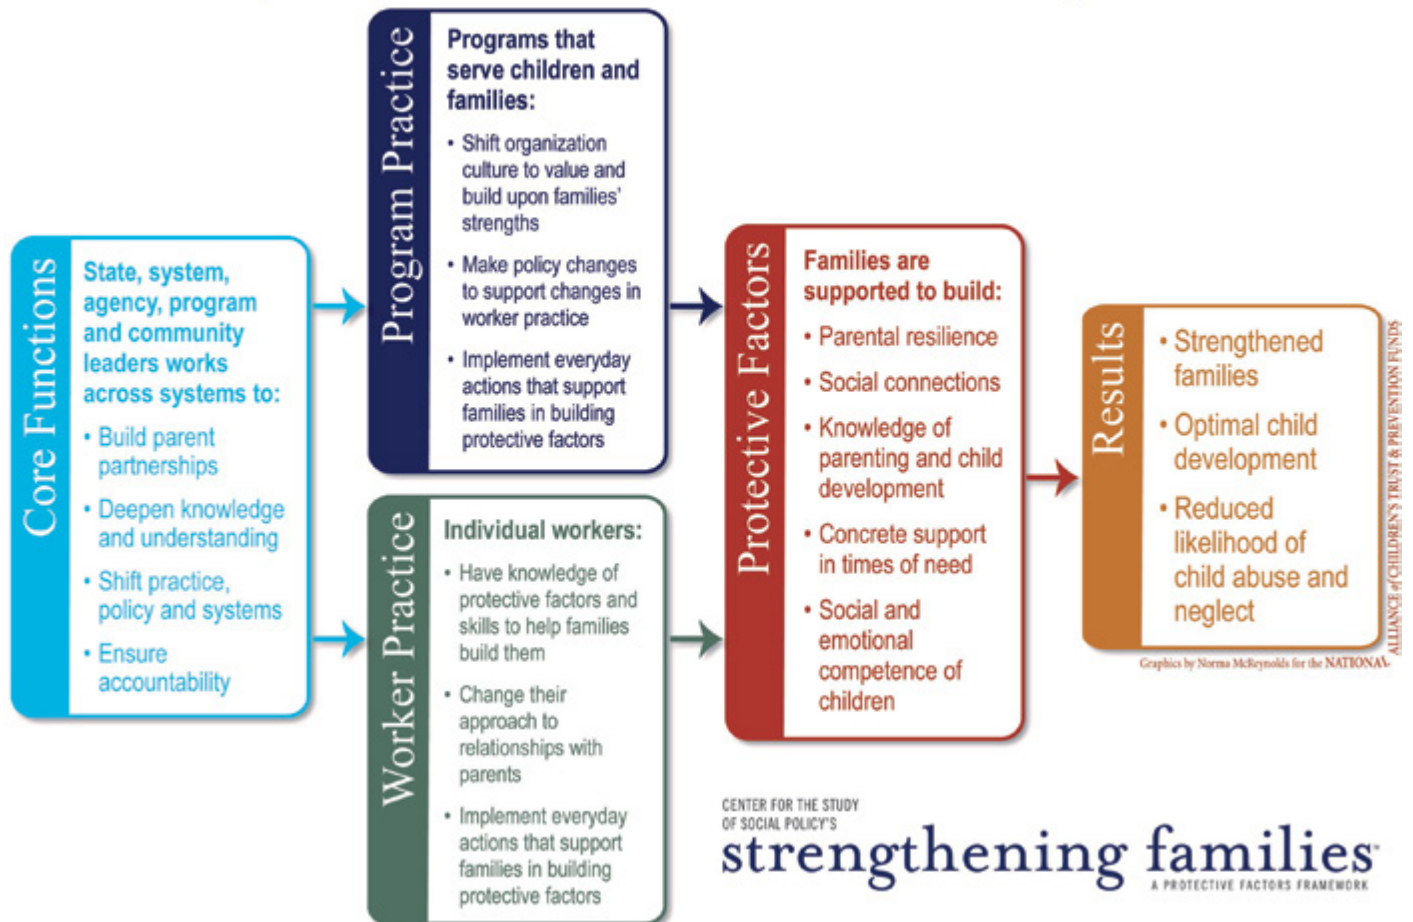 Core Functions
State, system,
agency, program
and community
leaders works
across systems to:
• Build parent
partnerships
• Deepen knowledge
and understanding
• Shift practice,
policy and systems
• Ensure
accountability
Program Practice
Programs that
serve children and
families:
• Shift organization
culture to value and
build upon families'
strengths
• Make policy changes
to support changes in
worker practice
• Implement everyday
actions that support
families in building
protective factors
Worker Practice
Individual workers:
• Have knowledge of
protective factors and
skills to help families
build them
• Change their
approach to
relationships with
parents
• Implement everyday
actions that support
families in building
protective factors
Protective Factors
Families are
supported to build:
• Parental resilience
• Social connections
• Knowledge of
parenting and child
development
• Concrete support
in times of need
• Social and
emotional
competence of
children
Results
• Strengthened
families
• Optimal child
development
• Reduced
likelihood of
child abuse and
neglect
Graphics by Norma McReynolds for the NATIONAL
ALLIANCE of CHILDREN'S TRUST & PREVENTION FUNDS
CENTER FOR THE STUDY
OF SOCIAL POLICY'S
strengthening families™
A PROTECTIVE FACTORS FRAMEWORK